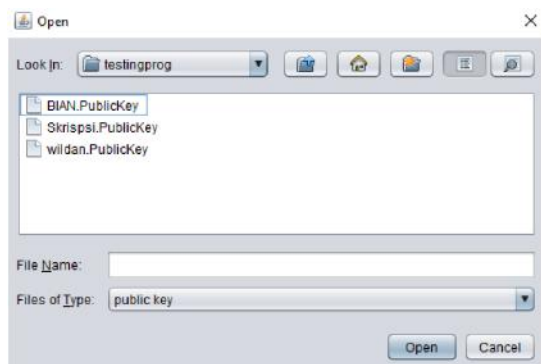 Open
Look In: testingprog
BIAN.PublicKey
Skripsi.PublicKey
wildan.PublicKey
File Name:
Files of Type: public key
Open Cancel